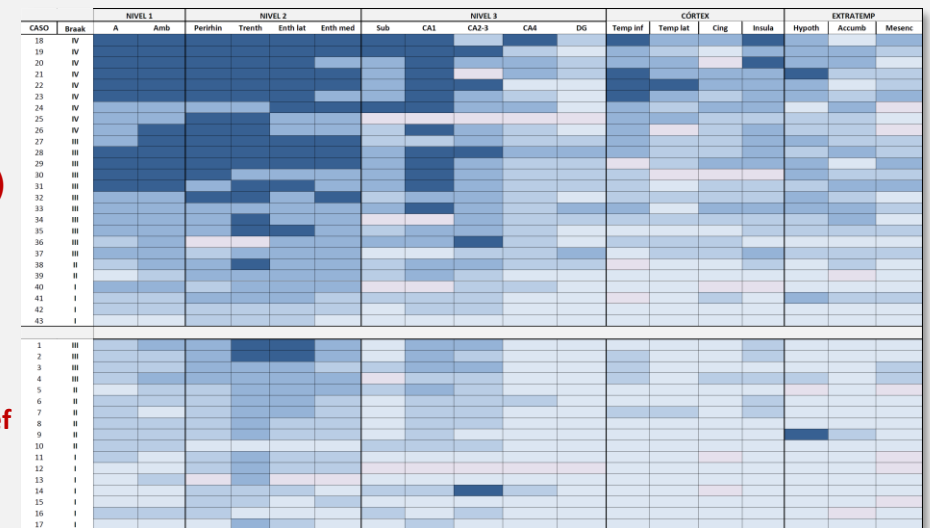 NIVEL 1 NIVEL 2 NIVEL 3 CÓRTEX EXTRATEMP
CASO Braak A Amb Perirhin Trenth Enth lat Enth med Sub CA1 CA2-3 CA4 DG Temp inf Temp lat Cing Insula Hypoth Accumb Mesenc
18 IV
19 IV
20 IV
21 IV
22 IV
23 IV
24 IV
25 IV
26 IV
27 III
28 III
29 III
30 III
31 III
)
32 III
33 III
34 III
35 III
36 III
37 III
38 II
39 II
40 I
41 I
42 I
43 I
1 III
2 III
3 III
4 III
5 II
6 II
7 II
8 II
ef
9 II
10 II
11 I
12 I
13 I
14 I
15 I
16 I
17 I